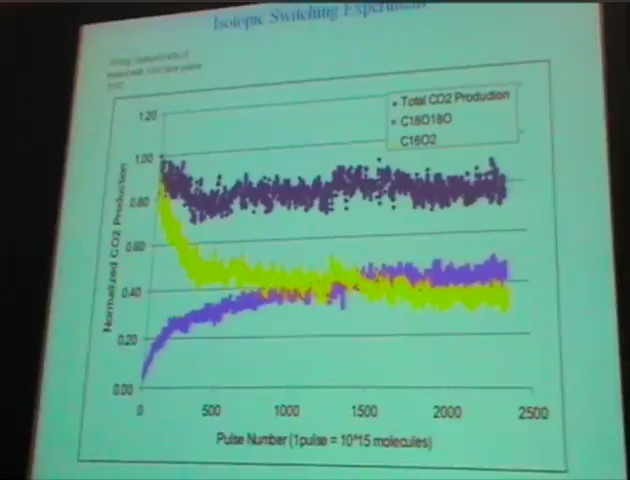 Isotopic Switching Experiment
Total CO2 Production
C18O18O
C16O2
1.20
1.00
0.80
0.60
0.40
0.20
0.00
Normalized CO2 Production
0 500 1000 1500 2000 2500
Pulse Number (1pulse = 10^15 molecules)